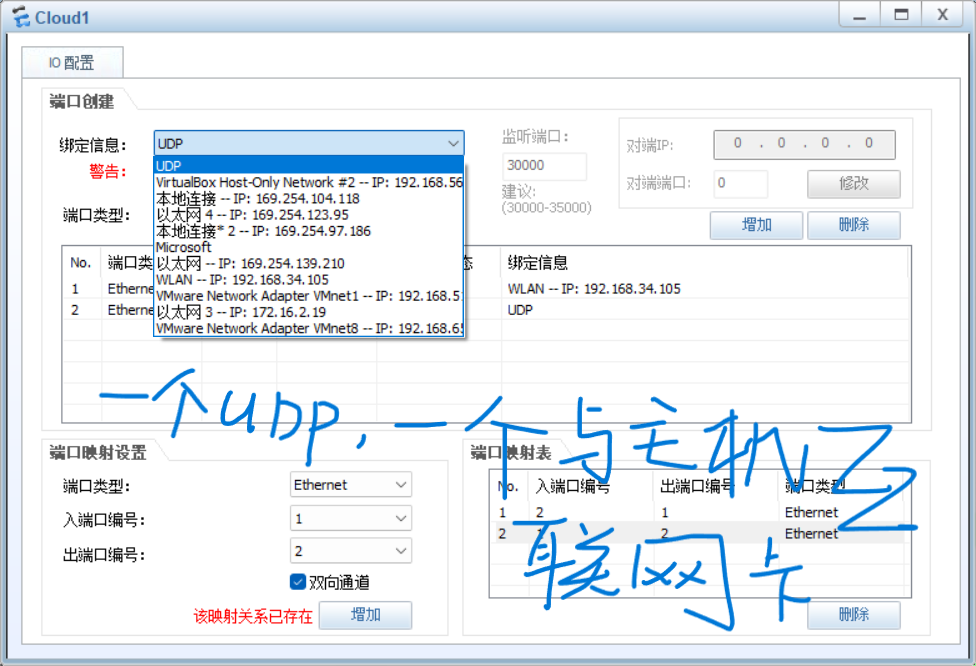 Cloud1
IO 配置
端口创建
绑定信息: UDP
警告:
端口类型:
UDP
VirtualBox Host-Only Network #2 -- IP: 192.168.56
本地连接 -- IP: 169.254.104.118
以太网 4 -- IP: 169.254.123.95
本地连接* 2 -- IP: 169.254.97.186
Microsoft
以太网 -- IP: 169.254.139.210
WLAN -- IP: 192.168.34.105
VMware Network Adapter VMnet1 -- IP: 192.168.5
以太网 3 -- IP: 172.16.2.19
VMware Network Adapter VMnet8 -- IP: 192.168.65
监听端口:
30000
建议:
(30000-35000)
对端IP: 0 . 0 . 0 . 0
对端端口: 0 修改
增加 删除
No. 端口类 态 绑定信息
1 Etherne WLAN -- IP: 192.168.34.105
2 Etherne UDP
一个UDP,一个与主机互
联网卡
端口映射设置
端口类型: Ethernet
入端口编号: 1
出端口编号: 2
双向通道
该映射关系已存在 增加
端口映射表
No. 入端口编号 出端口编号 端口类型
1 2 1 Ethernet
2 1 2 Ethernet
删除